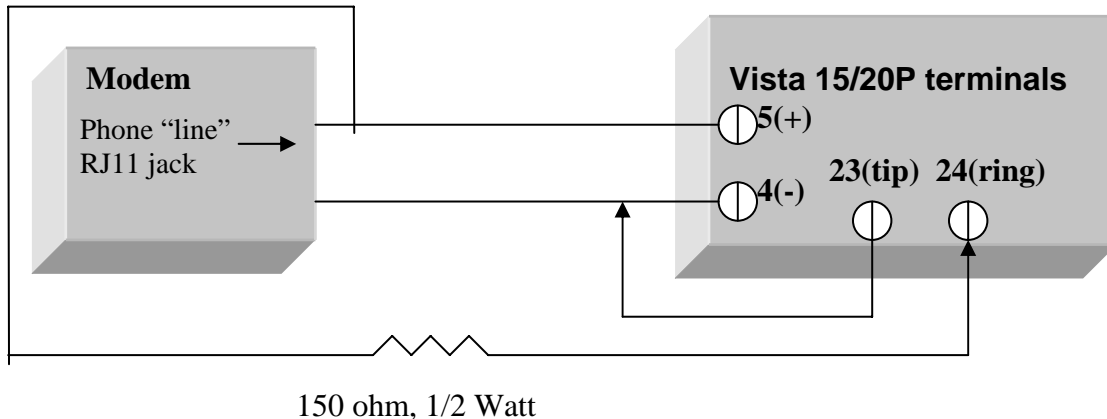 Modem
Phone “line”
RJ11 jack
Vista 15/20P terminals
5(+)
4(-)
23(tip)
24(ring)
150 ohm, 1/2 Watt